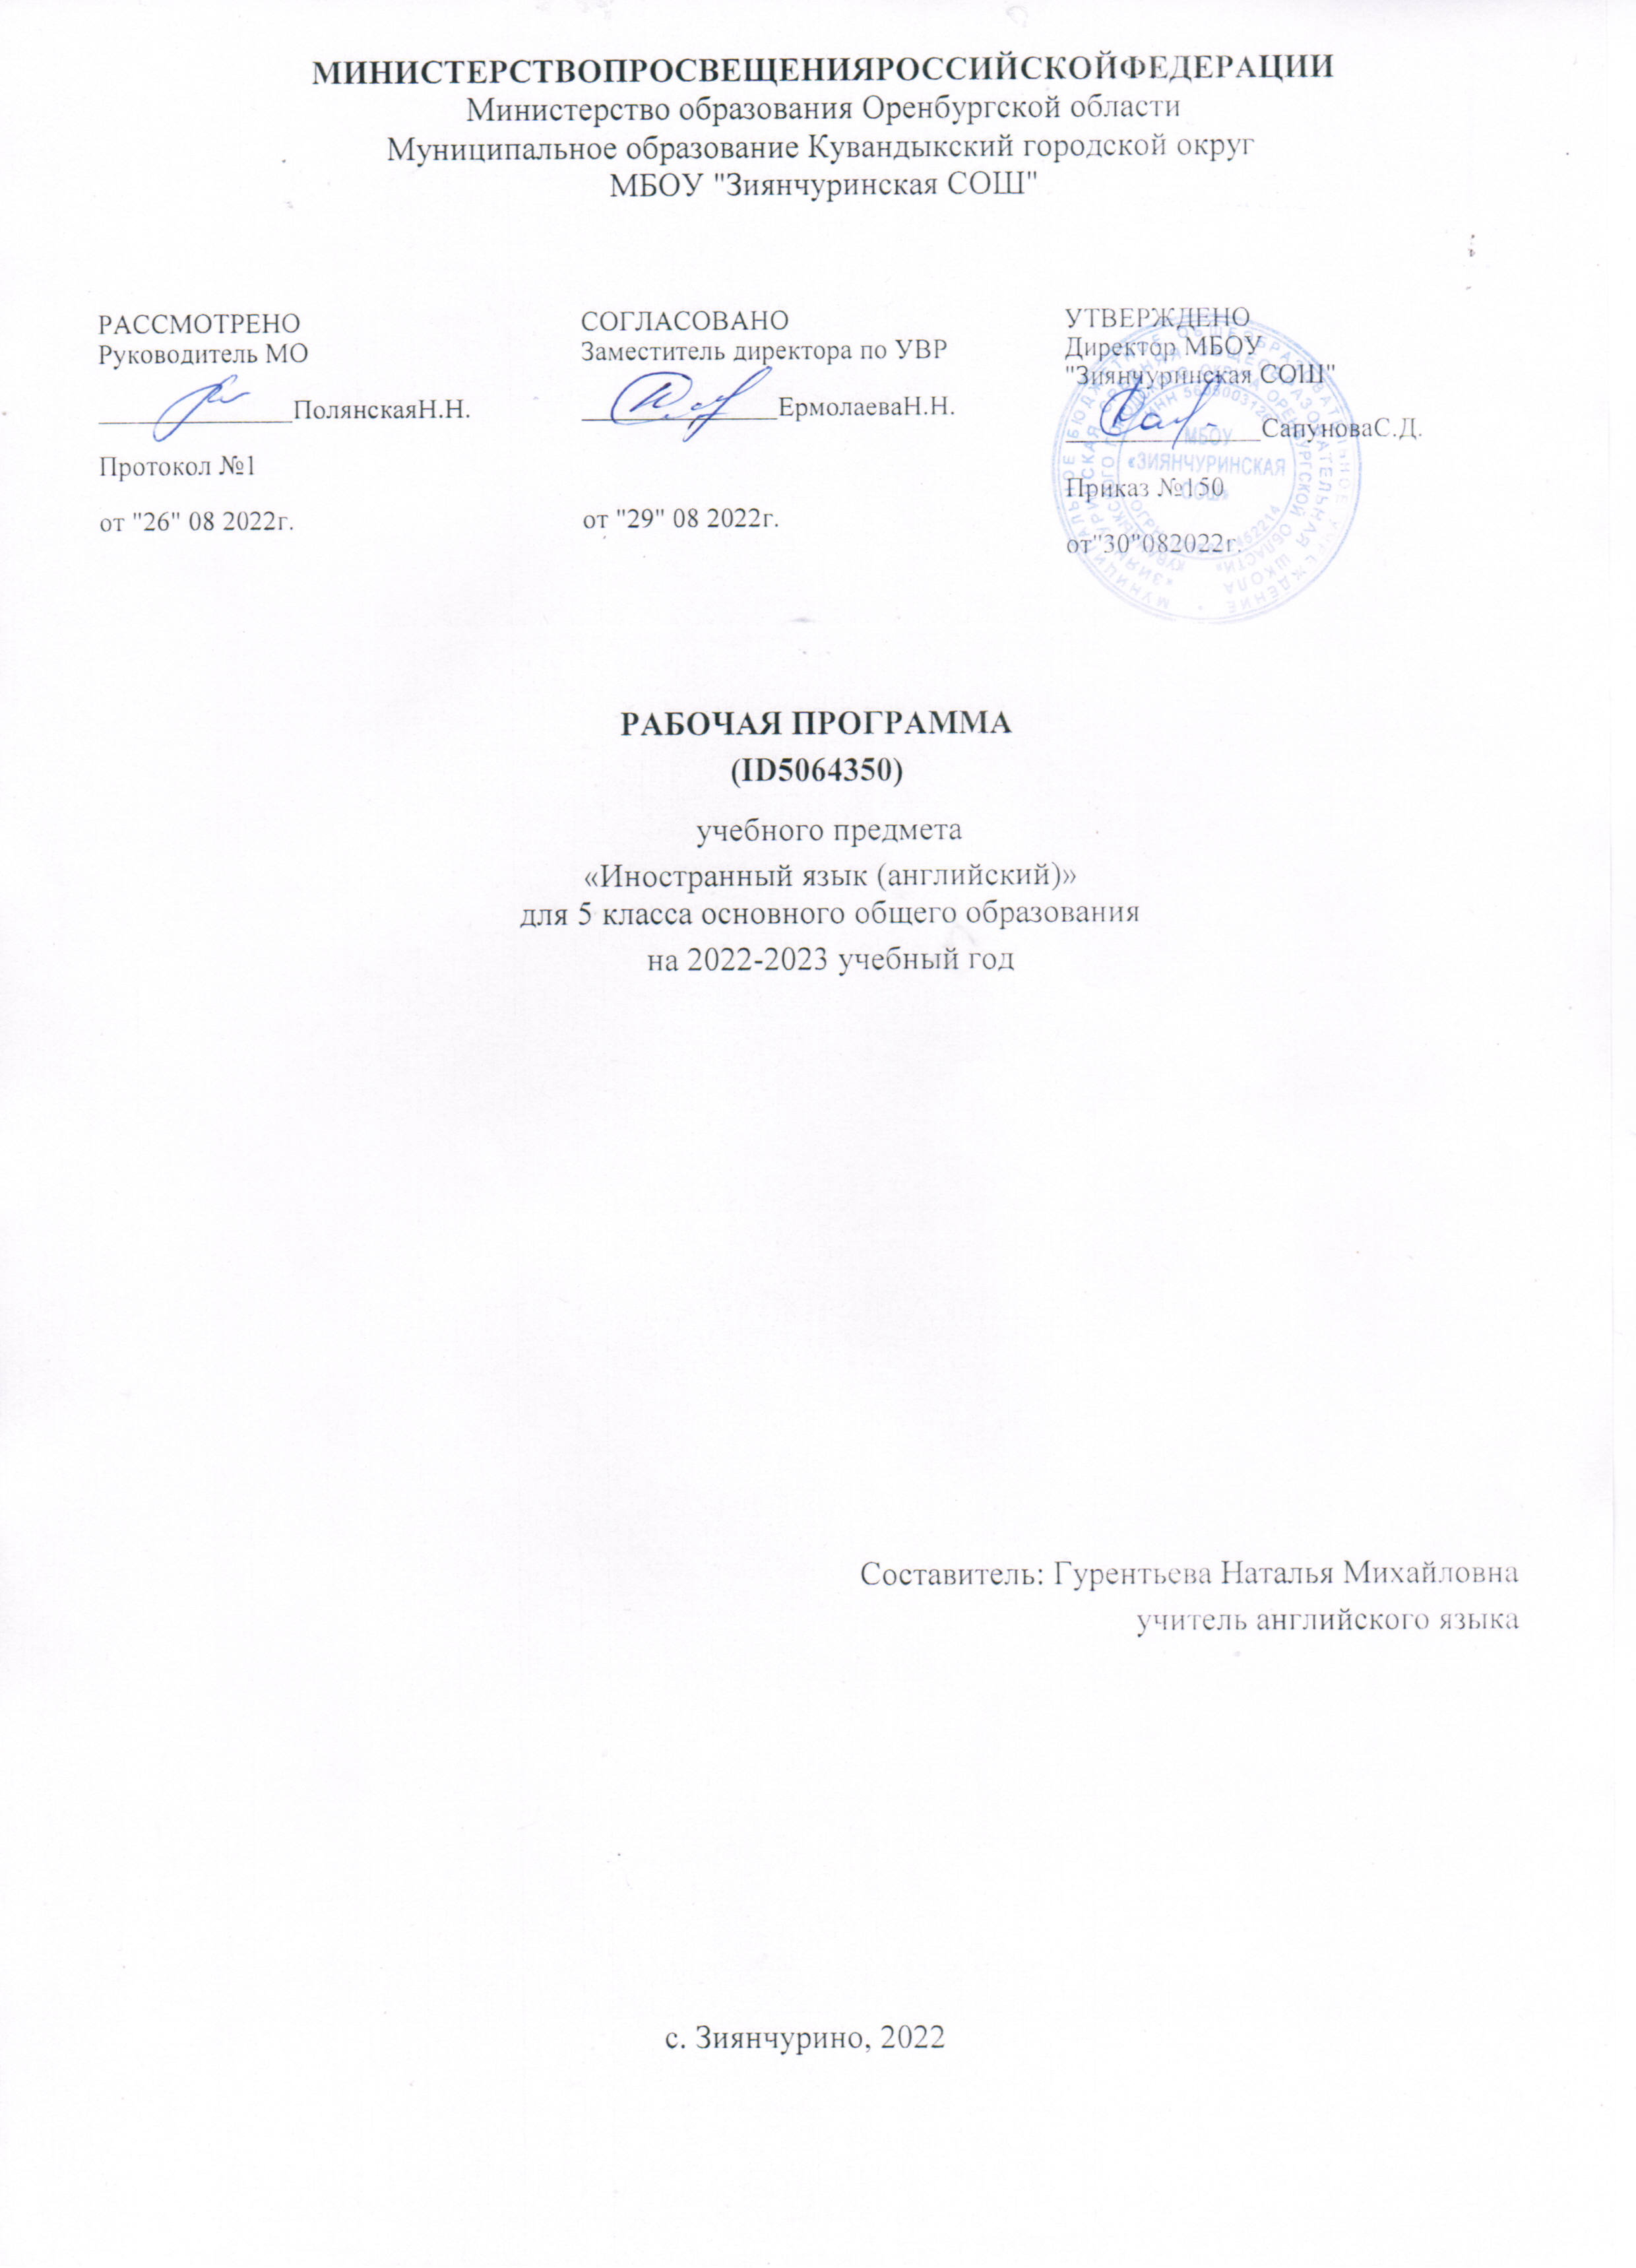 МИНИСТЕРСТВОПРОСВЕЩЕНИЯРОССИЙСКОЙФЕДЕРАЦИИ
Министерство образования Оренбургской области
Муниципальное образование Кувандыкский городской округ
МБОУ "Зиянчуринская СОШ"
РАССМОТРЕНО
Руководитель МО
ПолянскаяН.Н.
Протокол №1
от "26" 08 2022г.
СОГЛАСОВАНО
Заместитель директора по УВР
ЕрмолаеваН.Н.
от "29" 08 2022г.
УТВЕРЖДЕНО
Директор МБОУ
"Зиянчуринская СОШ"
СапуноваС.Д.
Приказ №150
от"30"082022г.
МБОУ
«ЗИЯНЧУРИНСКАЯ
РАБОЧАЯ ПРОГРАММА
(ID5064350)
учебного предмета
«Иностранный язык (английский)»
для 5 класса основного общего образования
на 2022-2023 учебный год
Составитель: Гурентьева Наталья Михайловна
учитель английского языка
с. Зиянчурино, 2022